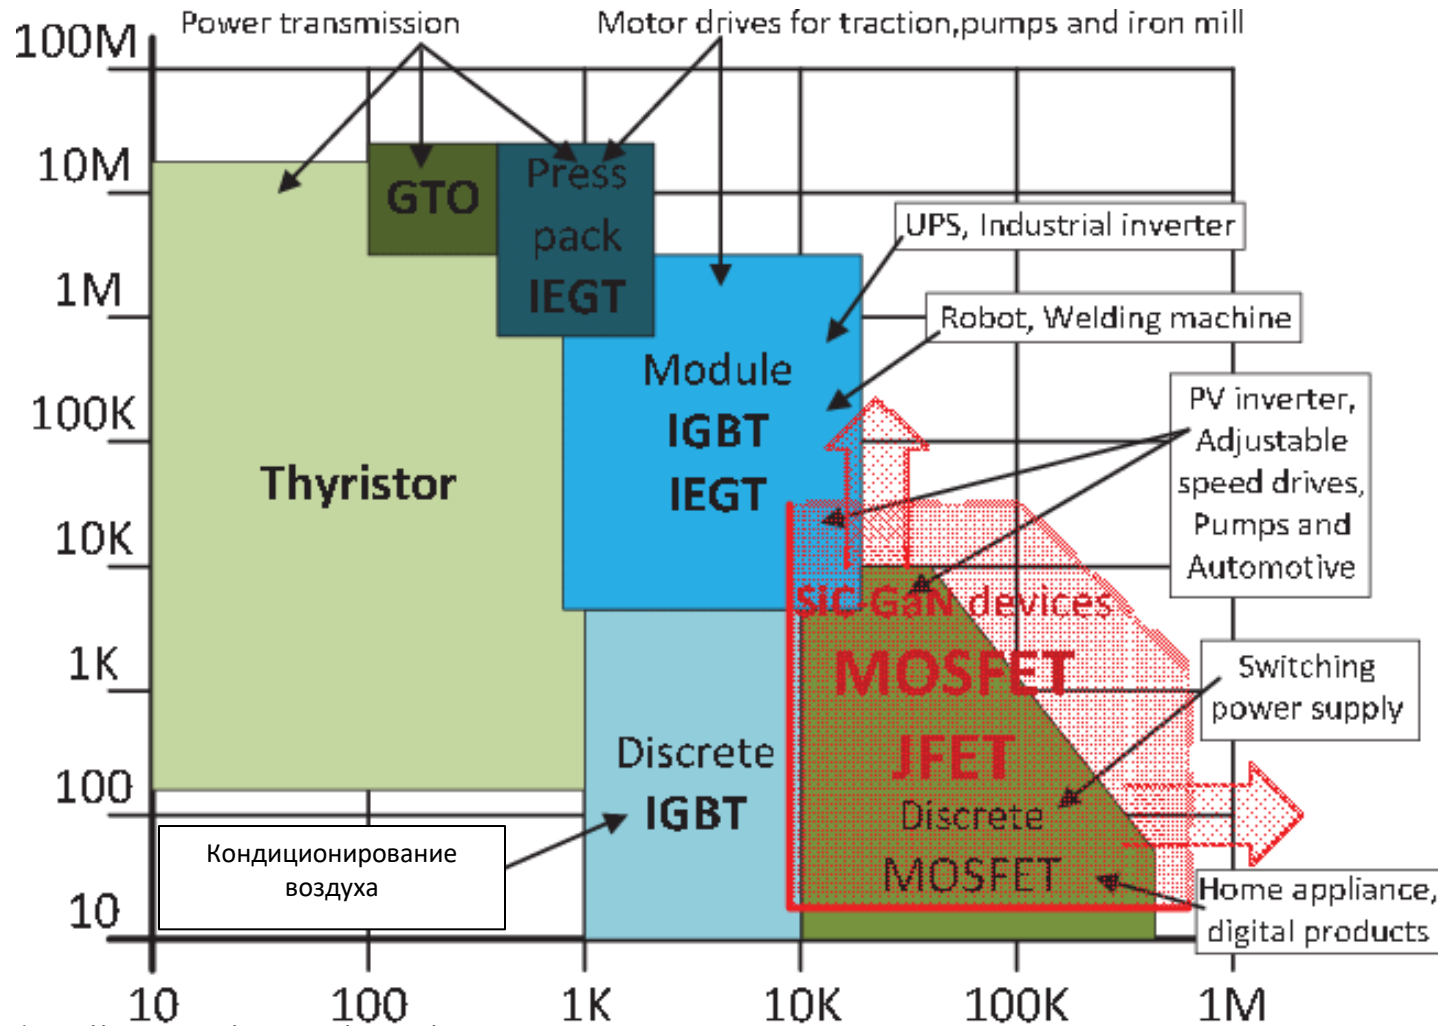 Power transmission
Motor drives for traction,pumps and iron mill
100M
10M
1M
100K
10K
1K
100
10
GTO
Press
pack
IEGT
UPS, Industrial inverter
Robot, Welding machine
Module
IGBT
IEGT
Thyristor
PV inverter,
Adjustable
speed drives,
Pumps and
Automotive
SiC-GaN devices
MOSFET
JFET
Switching
power supply
Discrete
IGBT
Discrete
MOSFET
Кондиционирование
воздуха
Home appliance,
digital products
10
100
1K
10K
100K
1M